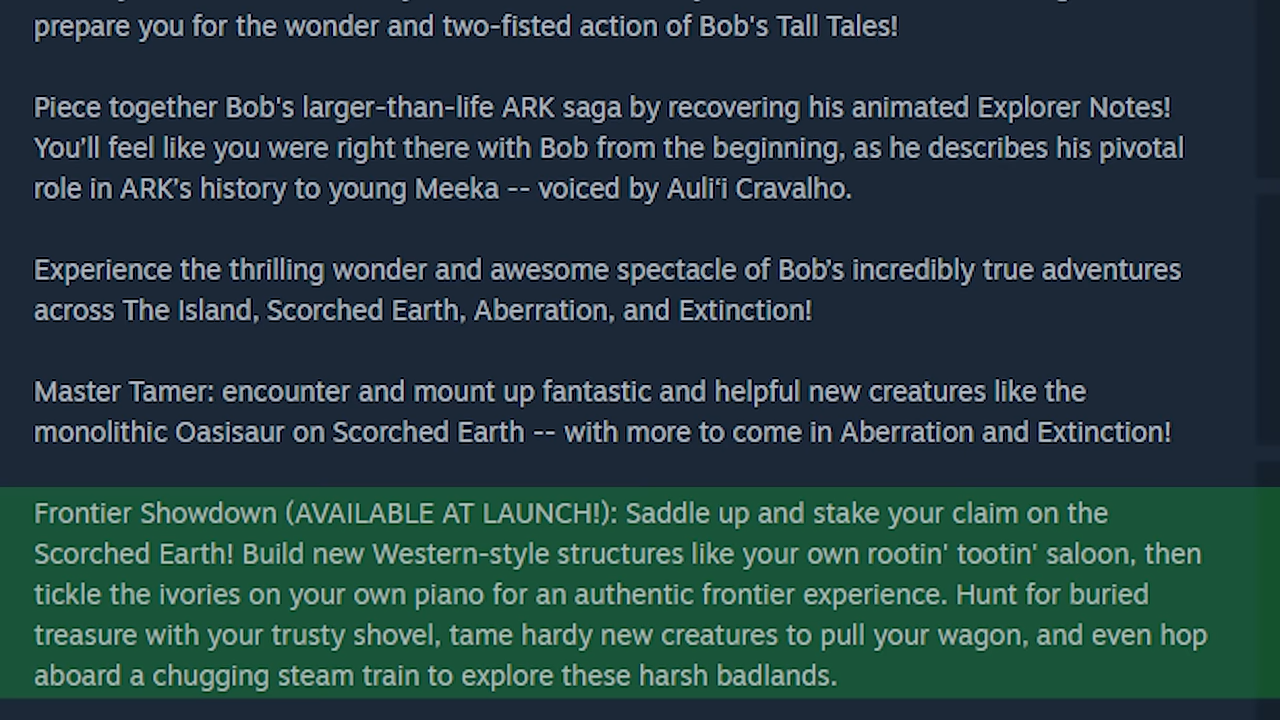 prepare you for the wonder and two-fisted action of Bob's Tall Tales!
Piece together Bob's larger-than-life ARK saga by recovering his animated Explorer Notes!
You’ll feel like you were right there with Bob from the beginning, as he describes his pivotal
role in ARK’s history to young Meeka -- voiced by Auli‘i Cravalho.
Experience the thrilling wonder and awesome spectacle of Bob’s incredibly true adventures
across The Island, Scorched Earth, Aberration, and Extinction!
Master Tamer: encounter and mount up fantastic and helpful new creatures like the
monolithic Oasisaur on Scorched Earth -- with more to come in Aberration and Extinction!
Frontier Showdown (AVAILABLE AT LAUNCH!): Saddle up and stake your claim on the
Scorched Earth! Build new Western-style structures like your own rootin' tootin' saloon, then
tickle the ivories on your own piano for an authentic frontier experience. Hunt for buried
treasure with your trusty shovel, tame hardy new creatures to pull your wagon, and even hop
aboard a chugging steam train to explore these harsh badlands.